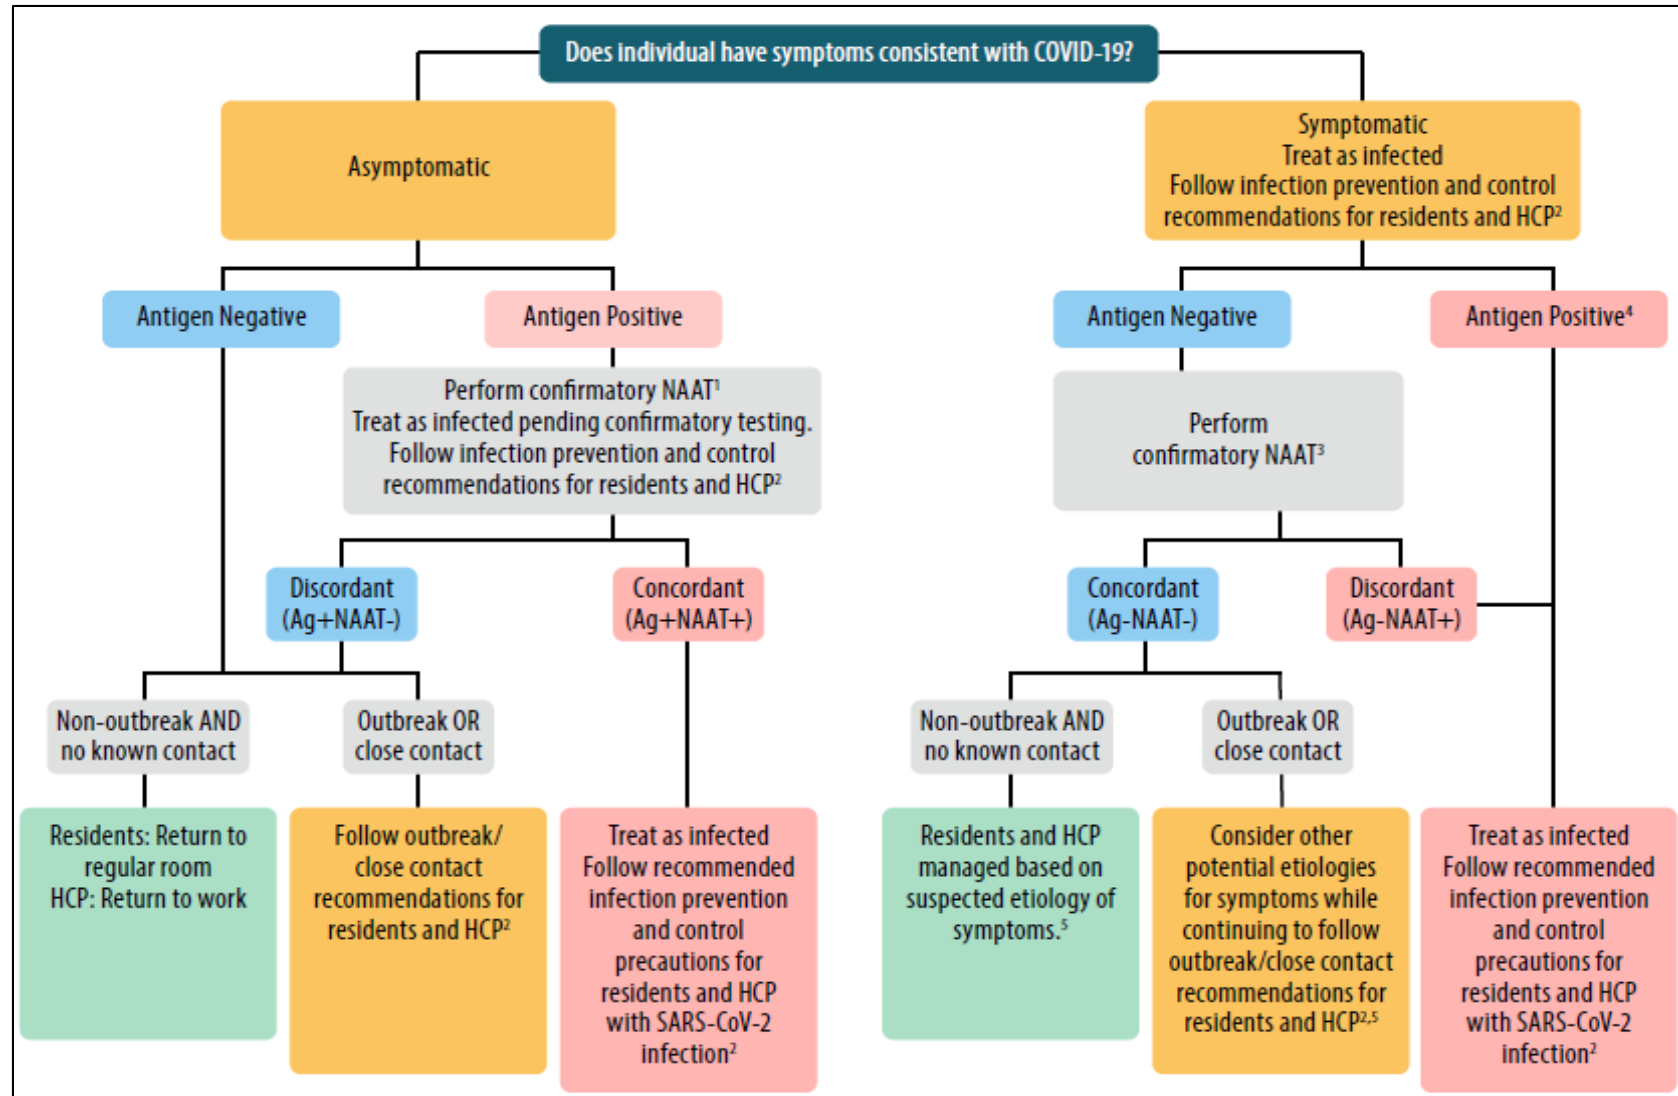 Does individual have symptoms consistent with COVID-19?
Asymptomatic
Symptomatic
Treat as infected
Follow infection prevention and control
recommendations for residents and HCP²
Antigen Negative
Antigen Positive
Antigen Negative
Antigen Positive⁴
Perform confirmatory NAAT¹
Treat as infected pending confirmatory testing.
Follow infection prevention and control
recommendations for residents and HCP²
Perform
confirmatory NAAT³
Discordant
(Ag+NAAT-)
Concordant
(Ag+NAAT+)
Concordant
(Ag-NAAT-)
Discordant
(Ag-NAAT+)
Non-outbreak AND
no known contact
Outbreak OR
close contact
Non-outbreak AND
no known contact
Outbreak OR
close contact
Residents: Return to
regular room
HCP: Return to work
Follow outbreak/
close contact
recommendations for
residents and HCP²
Treat as infected
Follow recommended
infection prevention
and control
precautions for
residents and HCP
with SARS-CoV-2
infection²
Residents and HCP
managed based on
suspected etiology of
symptoms.⁵
Consider other
potential etiologies
for symptoms while
continuing to follow
outbreak/close contact
recommendations for
residents and HCP²,⁵
Treat as infected
Follow recommended
infection prevention
and control
precautions for
residents and HCP
with SARS-CoV-2
infection²